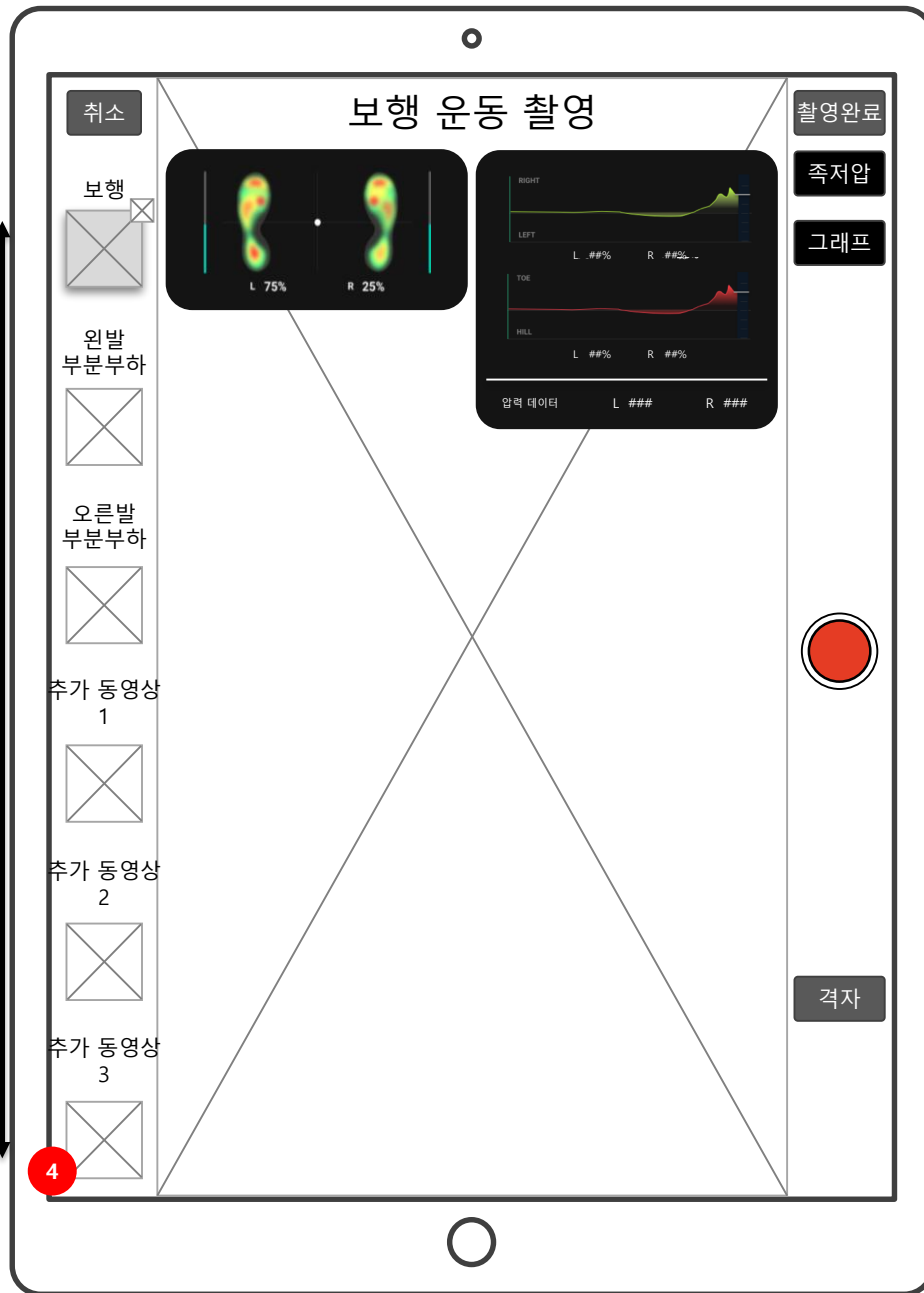 취소
보행 운동 촬영
촬영완료
족저압
그래프
보행
왼발
부분부하
오른발
부분부하
추가 동영상
1
추가 동영상
2
추가 동영상
3
4
L 75% R 25%
RIGHT
LEFT
L .##% R .##%
TOE
HILL
L ##% R ##%
압력 데이터 L ### R ###
격자